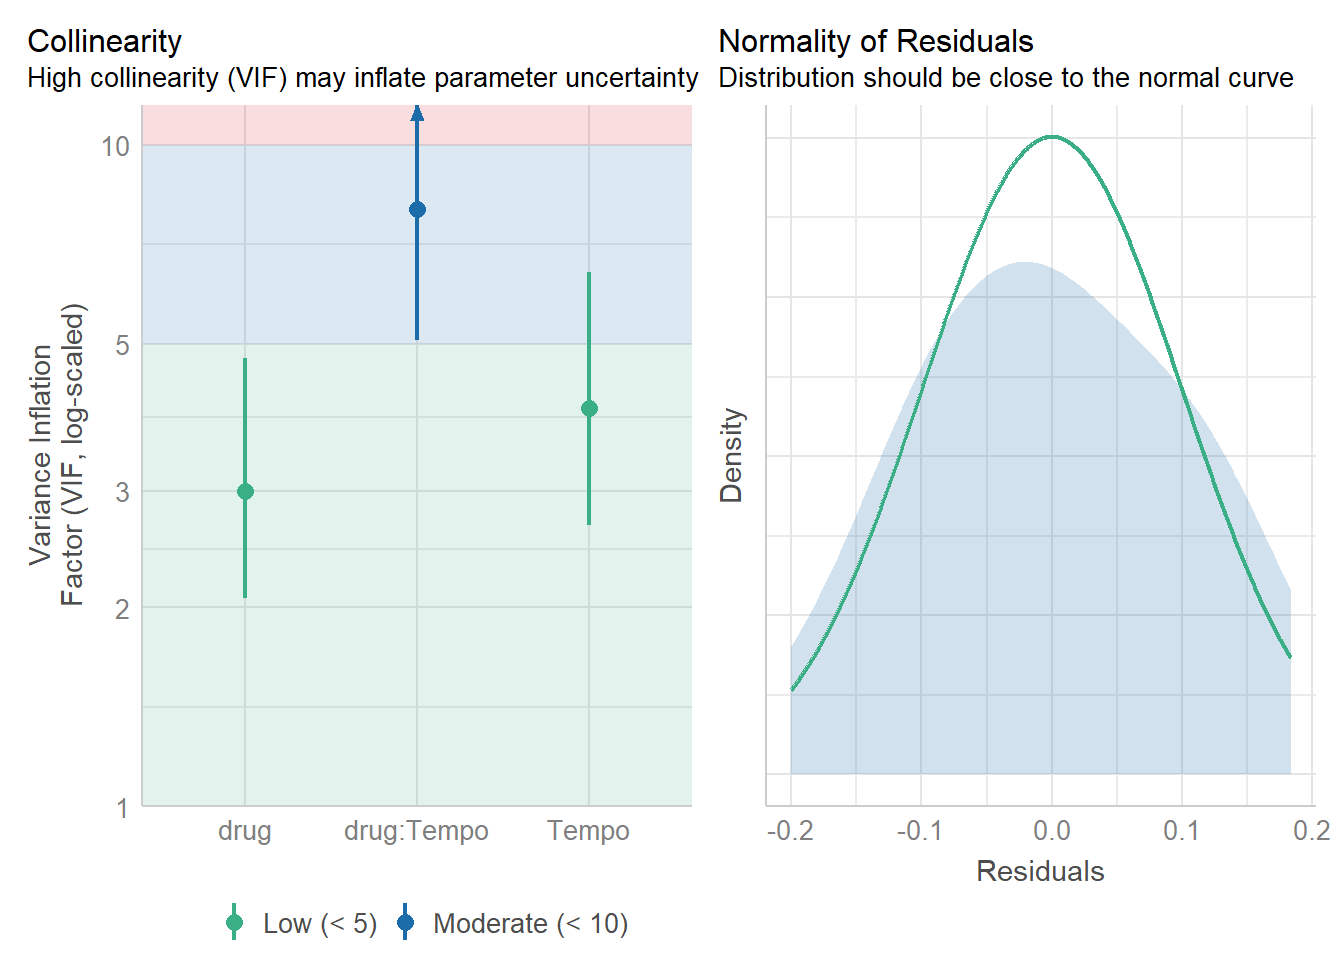 Collinearity
High collinearity (VIF) may inflate parameter uncertainty
Variance Inflation
Factor (VIF, log-scaled)
10
5
3
2
1
drug
drug:Tempo
Tempo
Low (< 5)
Moderate (< 10)
Normality of Residuals
Distribution should be close to the normal curve
Density
-0.2
-0.1
0.0
0.1
0.2
Residuals